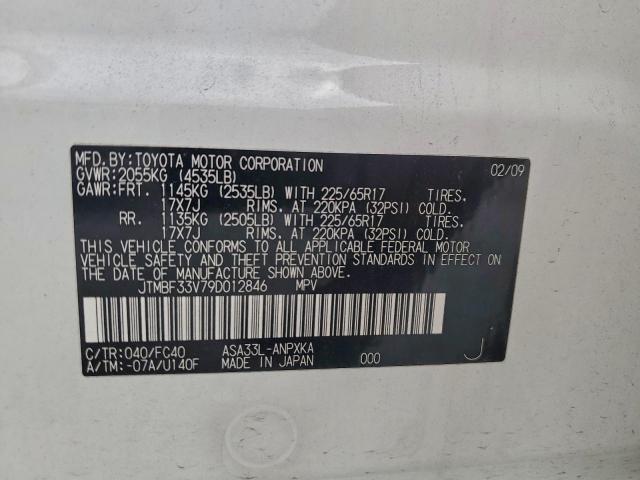 MFD. BY: TOYOTA MOTOR CORPORATION 02/09
GVWR: 2055KG (4535LB)
GAWR: FRT. 1145KG (2535LB) WITH 225/65R17 TIRES,
17X7J RIMS, AT 220KPA (32PSI) COLD.
RR. 1135KG (2505LB) WITH 225/65R17 TIRES,
17X7J RIMS, AT 220KPA (32PSI) COLD.
THIS VEHICLE CONFORMS TO ALL APPLICABLE FEDERAL MOTOR
VEHICLE SAFETY AND THEFT PREVENTION STANDARDS IN EFFECT ON
THE DATE OF MANUFACTURE SHOWN ABOVE.
JTMBF33V79D012846 MPV
C/TR: 040/FC40 ASA33L-ANPXKA
A/TM: -07A/U140F MADE IN JAPAN 000 J